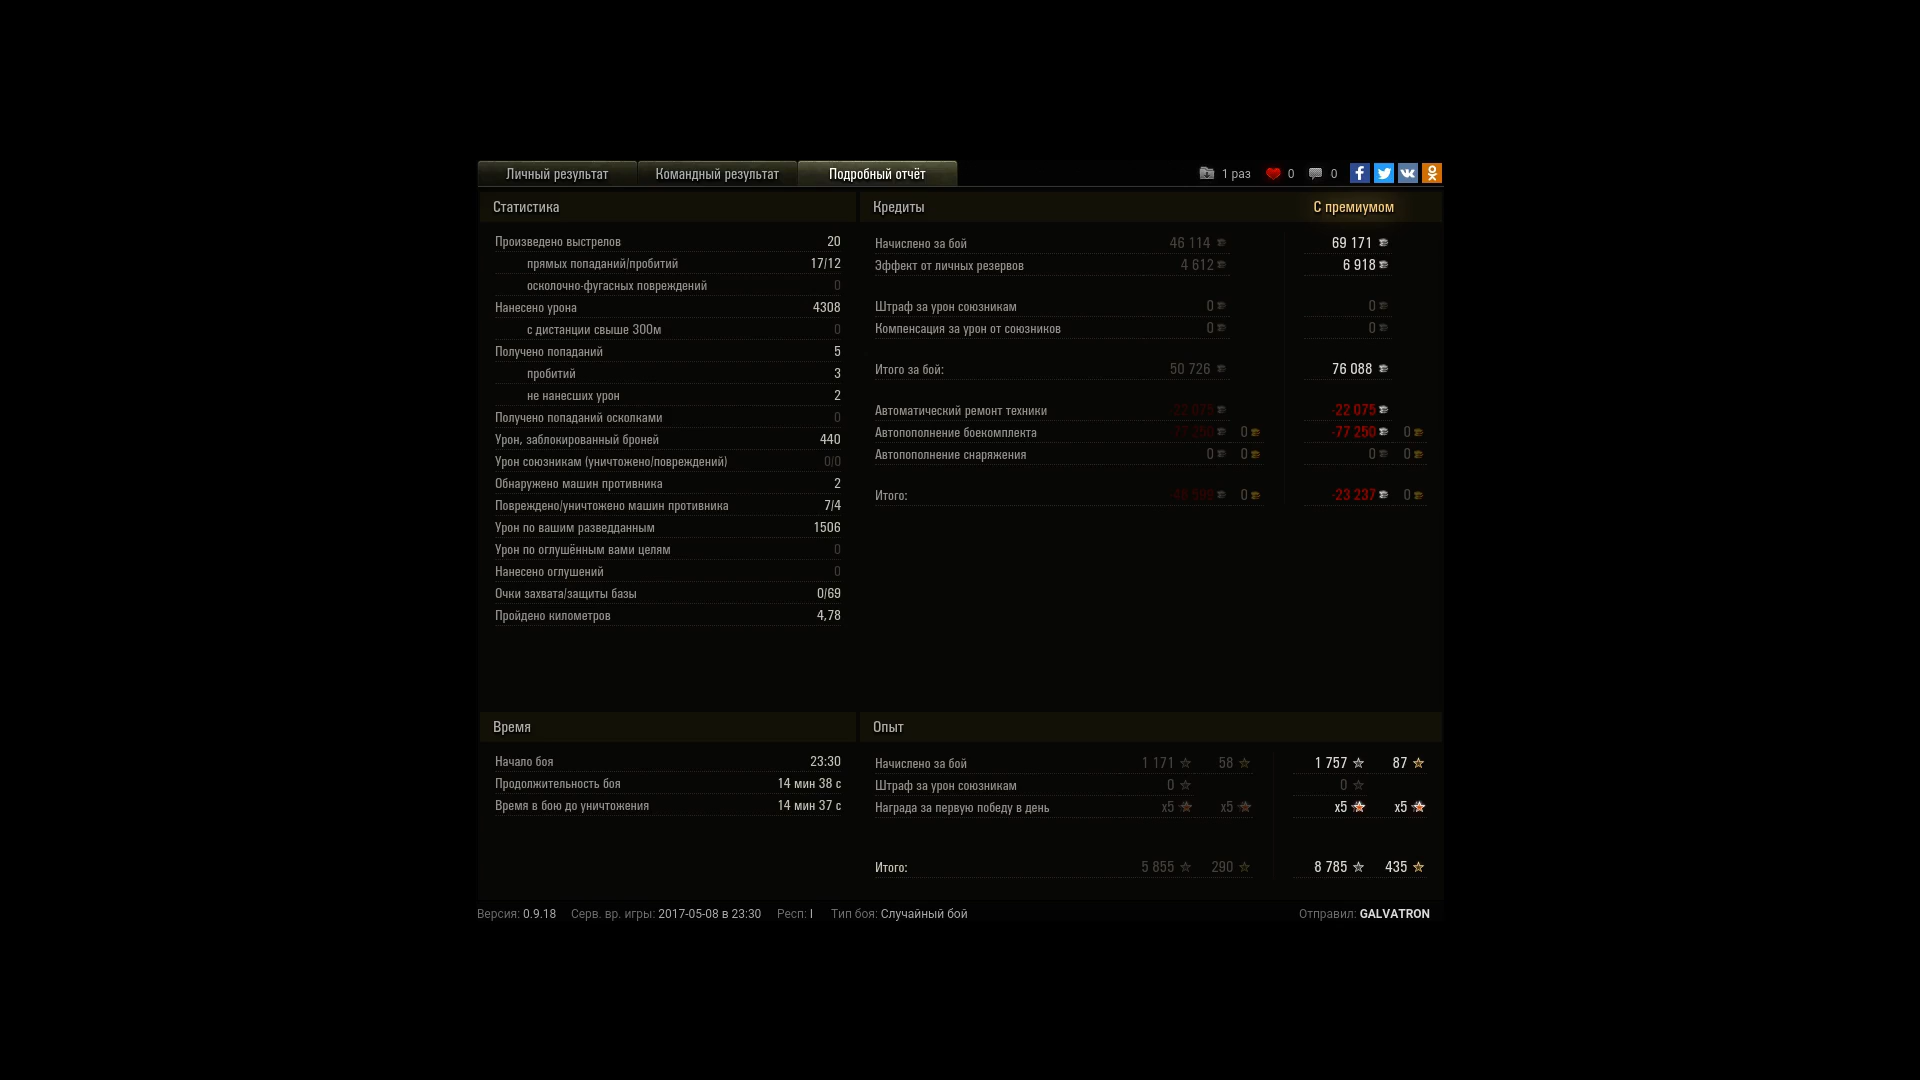 Личный результат Командный результат Подробный отчёт 1 раз 0 0
Статистика
Произведено выстрелов 20
прямых попаданий/пробитий 17/12
осколочно-фугасных повреждений 0
Нанесено урона 4308
с дистанции свыше 300м 0
Получено попаданий 5
пробитий 3
не нанесших урон 2
Получено попаданий осколками 0
Урон, заблокированный броней 440
Урон союзникам (уничтожено/повреждений) 0/0
Обнаружено машин противника 2
Повреждено/уничтожено машин противника 7/4
Урон по вашим разведданным 1506
Урон по оглушённым вами целям 0
Нанесено оглушений 0
Очки захвата/защиты базы 0/69
Пройдено километров 4,78
Кредиты С премиумом
Начислено за бой 46 114 69 171
Эффект от личных резервов 4 612 6 918
Штраф за урон союзникам 0 0
Компенсация за урон от союзников 0 0
Итого за бой: 50 726 76 088
Автоматический ремонт техники -22 075 -22 075
Автопополнение боекомплекта -77 250 0 -77 250 0
Автопополнение снаряжения 0 0 0 0
Итого: -48 599 0 -23 237 0
Время
Начало боя 23:30
Продолжительность боя 14 мин 38 с
Время в бою до уничтожения 14 мин 37 с
Опыт
Начислено за бой 1 171 58 1 757 87
Штраф за урон союзникам 0 0
Награда за первую победу в день x5 x5 x5 x5
Итого: 5 855 290 8 785 435
Версия: 0.9.18 Серв. вр. игры: 2017-05-08 в 23:30 Респ: I Тип боя: Случайный бой Отправил: GALVATRON